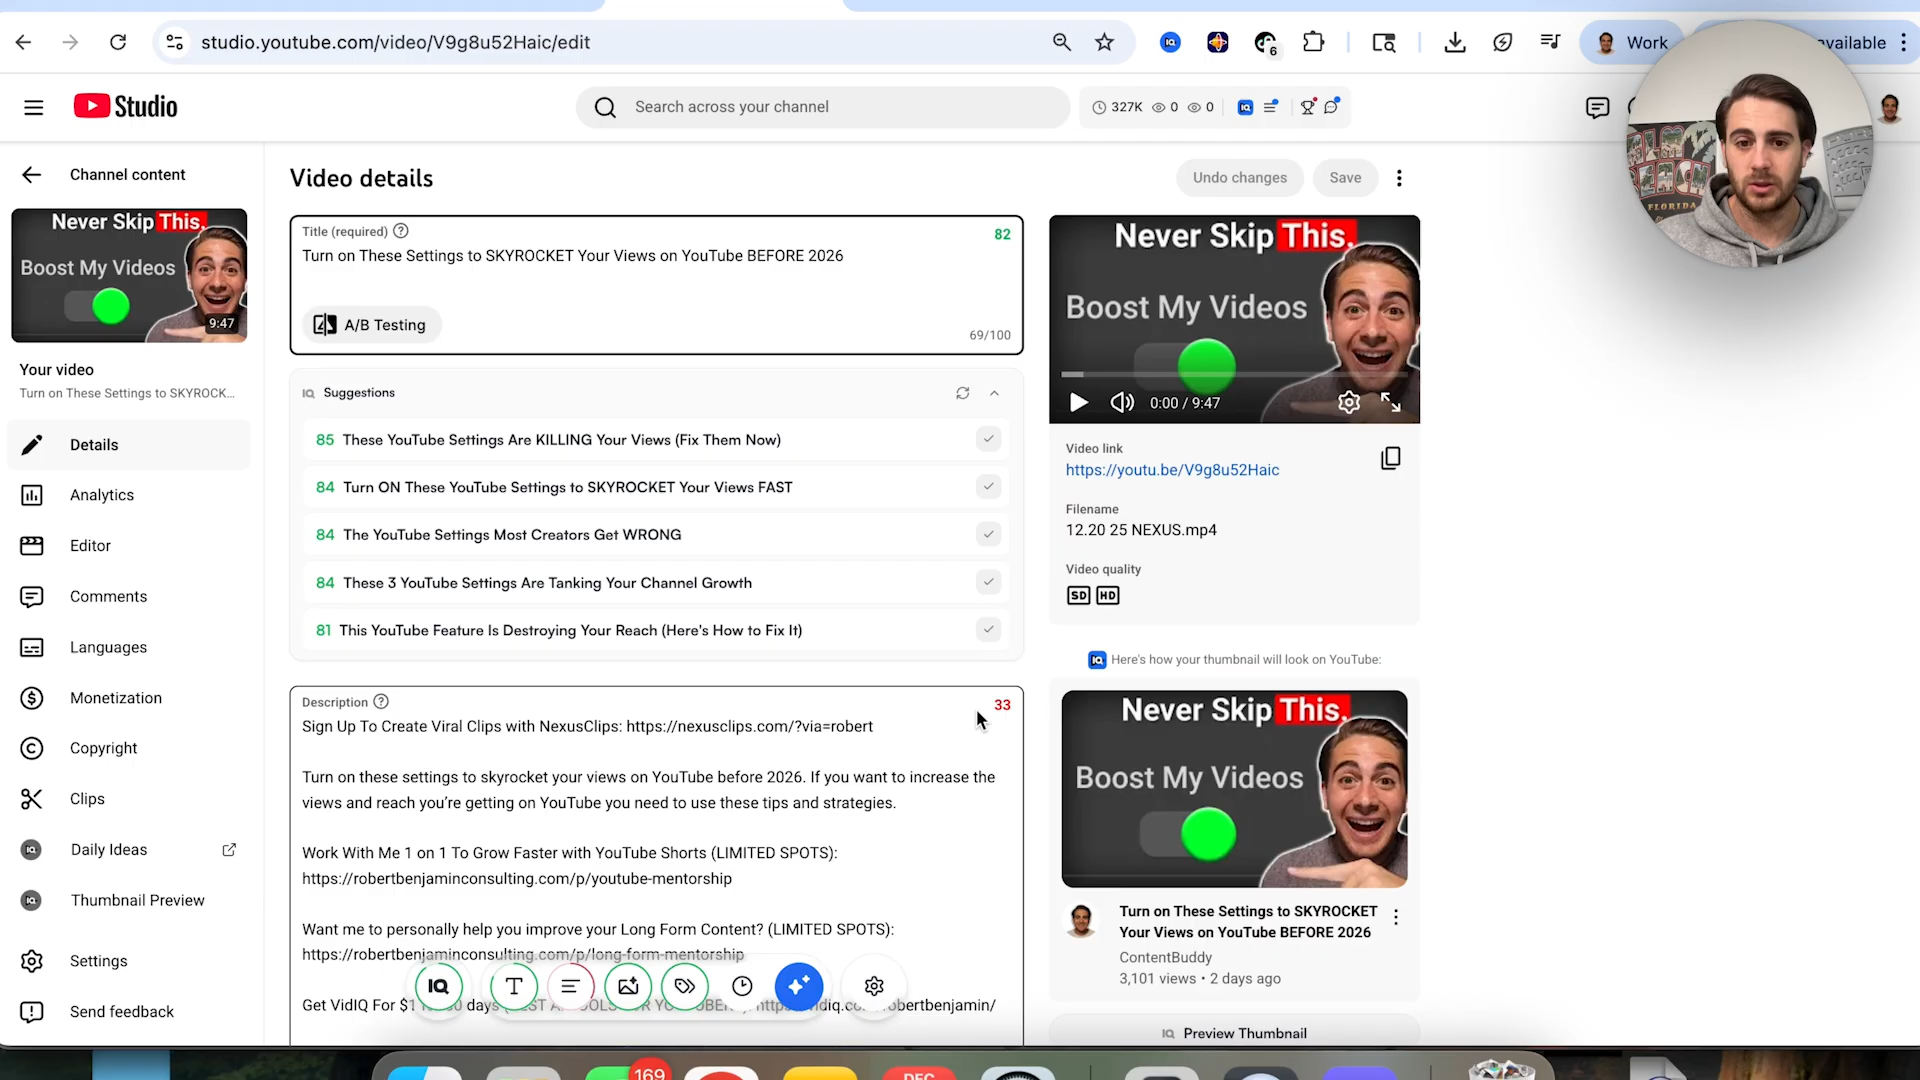 studio.youtube.com/video/V9g8u52Haic/edit
Work
available
Studio
Search across your channel
327K
0
0
6
Channel content
Never Skip This.
Boost My Videos
9:47
Your video
Turn on These Settings to SKYROCK...
Details
Analytics
Editor
Comments
Languages
Monetization
Copyright
Clips
Daily Ideas
Thumbnail Preview
Settings
Send feedback
Video details
Undo changes
Save
Title (required)
82
Turn on These Settings to SKYROCKET Your Views on YouTube BEFORE 2026
A/B Testing
69/100
Suggestions
85 These YouTube Settings Are KILLING Your Views (Fix Them Now)
84 Turn ON These YouTube Settings to SKYROCKET Your Views FAST
84 The YouTube Settings Most Creators Get WRONG
84 These 3 YouTube Settings Are Tanking Your Channel Growth
81 This YouTube Feature Is Destroying Your Reach (Here's How to Fix It)
Description
33
Sign Up To Create Viral Clips with NexusClips: https://nexusclips.com/?via=robert
Turn on these settings to skyrocket your views on YouTube before 2026. If you want to increase the
views and reach you're getting on YouTube you need to use these tips and strategies.
Work With Me 1 on 1 To Grow Faster with YouTube Shorts (LIMITED SPOTS):
https://robertbenjaminconsulting.com/p/youtube-mentorship
Want me to personally help you improve your Long Form Content? (LIMITED SPOTS):
https://robertbenjaminconsulting.com/p/long-form-mentorship
Get VidIQ For $1 days
Never Skip This.
Boost My Videos
0:00 / 9:47
Video link
https://youtu.be/V9g8u52Haic
Filename
12.20 25 NEXUS.mp4
Video quality
SD HD
Here's how your thumbnail will look on YouTube:
Never Skip This.
Boost My Videos
Turn on These Settings to SKYROCKET
Your Views on YouTube BEFORE 2026
ContentBuddy
3,101 views • 2 days ago
Preview Thumbnail
169
DEC
FLORIDA